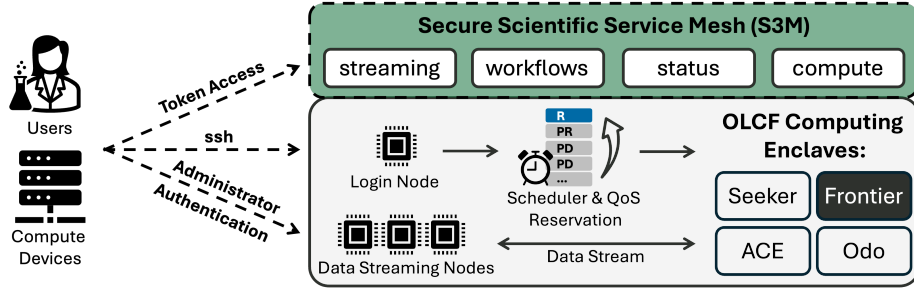 Secure Scientific Service Mesh (S3M)
streaming
workflows
status
compute
Users
Compute
Devices
Token Access
ssh
Administrator
Authentication
Login Node
R
PR
PD
PD
...
Scheduler & QoS
Reservation
OLCF Computing
Enclaves:
Seeker
Frontier
ACE
Odo
Data Streaming Nodes
Data Stream